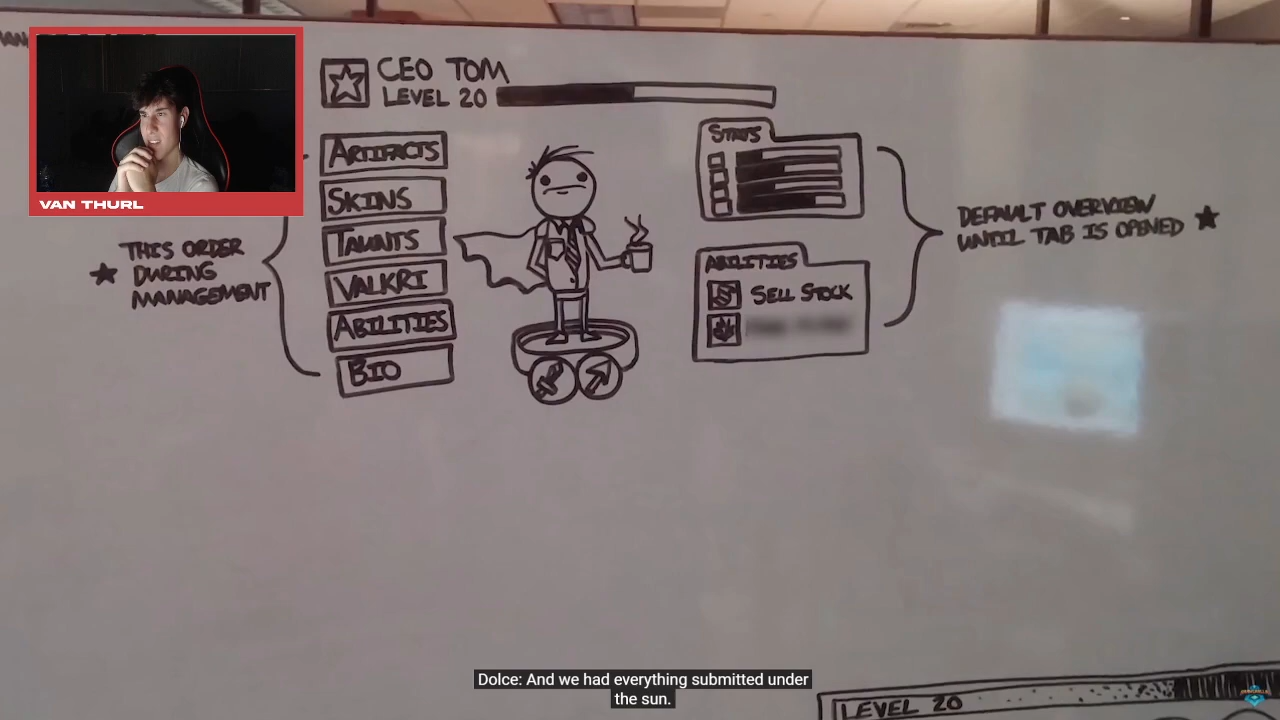 VAN THURL
CEO TOM
LEVEL 20
ARTIFACTS
SKINS
TAUNTS
VALKRI
ABILITIES
BIO
THIS ORDER
DURING
MANAGEMENT
STATS
ABILITIES
SELL STOCK
DEFAULT OVERVIEW
UNTIL TAB IS OPENED
Dolce: And we had everything submitted under
the sun.
LEVEL 20